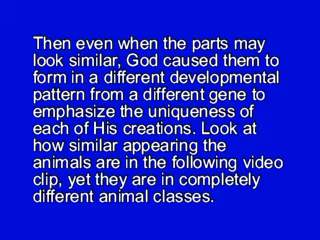 Then even when the parts may
look similar, God caused them to
form in a different developmental
pattern from a different gene to
emphasize the uniqueness of
each of His creations. Look at
how similar appearing the
animals are in the following video
clip, yet they are in completely
different animal classes.